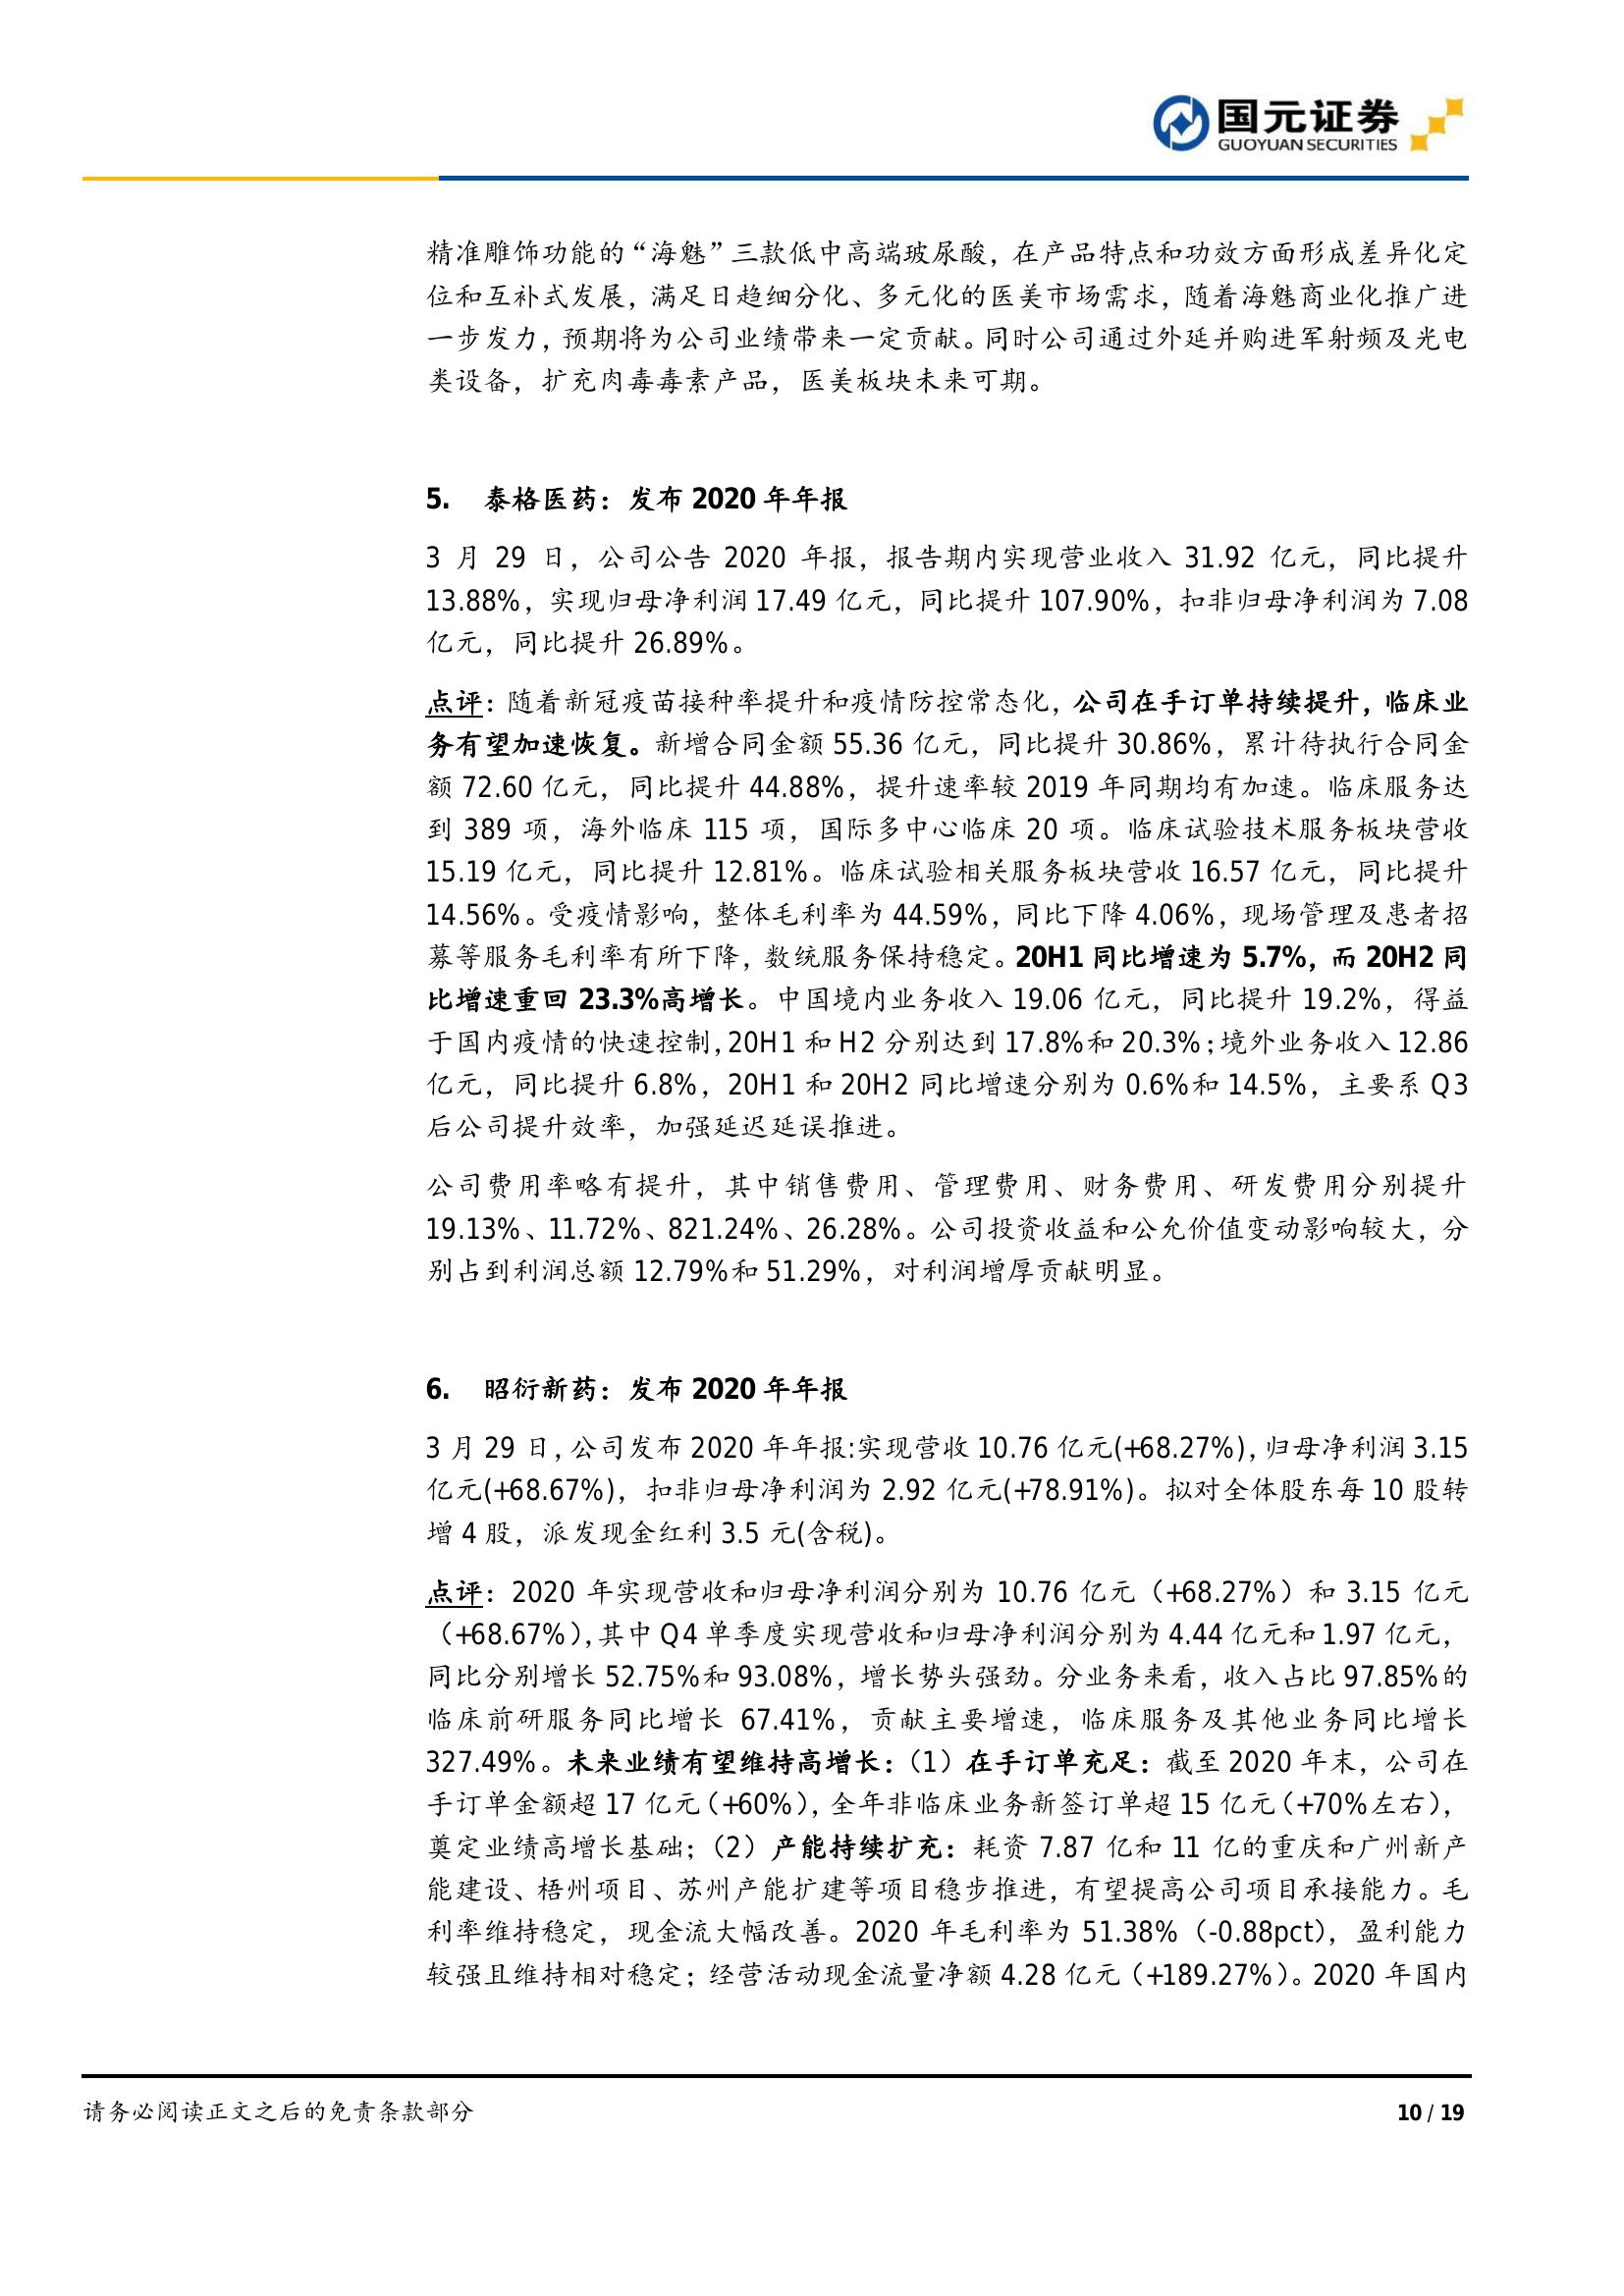 国元证券
GUOYUAN SECURITIES
精准雕饰功能的“海魅”三款低中高端玻尿酸，在产品特点和功效方面形成差异化定
位和互补式发展，满足日趋细分化、多元化的医美市场需求，随着海魅商业化推广进
一步发力，预期将为公司业绩带来一定贡献。同时公司通过外延并购进军射频及光电
类设备，扩充肉毒毒素产品，医美板块未来可期。
5. 泰格医药：发布 2020 年年报
3 月 29 日，公司公告 2020 年报，报告期内实现营业收入 31.92 亿元，同比提升
13.88%，实现归母净利润 17.49 亿元，同比提升 107.90%，扣非归母净利润为 7.08
亿元，同比提升 26.89%。
点评：随着新冠疫苗接种率提升和疫情防控常态化，公司在手订单持续提升，临床业
务有望加速恢复。新增合同金额 55.36 亿元，同比提升 30.86%，累计待执行合同金
额 72.60 亿元，同比提升 44.88%，提升速率较 2019 年同期均有加速。临床服务达
到 389 项，海外临床 115 项，国际多中心临床 20 项。临床试验技术服务板块营收
15.19 亿元，同比提升 12.81%。临床试验相关服务板块营收 16.57 亿元，同比提升
14.56%。受疫情影响，整体毛利率为 44.59%，同比下降 4.06%，现场管理及患者招
募等服务毛利率有所下降，数统服务保持稳定。20H1 同比增速为 5.7%，而 20H2 同
比增速重回 23.3%高增长。中国境内业务收入 19.06 亿元，同比提升 19.2%，得益
于国内疫情的快速控制，20H1 和 H2 分别达到 17.8%和 20.3%；境外业务收入 12.86
亿元，同比提升 6.8%，20H1 和 20H2 同比增速分别为 0.6%和 14.5%，主要系 Q3
后公司提升效率，加强延迟延误推进。
公司费用率略有提升，其中销售费用、管理费用、财务费用、研发费用分别提升
19.13%、11.72%、821.24%、26.28%。公司投资收益和公允价值变动影响较大，分
别占到利润总额 12.79%和 51.29%，对利润增厚贡献明显。
6. 昭衍新药：发布 2020 年年报
3 月 29 日，公司发布 2020 年年报:实现营收 10.76 亿元(+68.27%)，归母净利润 3.15
亿元(+68.67%)，扣非归母净利润为 2.92 亿元(+78.91%)。拟对全体股东每 10 股转
增 4 股，派发现金红利 3.5 元(含税)。
点评：2020 年实现营收和归母净利润分别为 10.76 亿元（+68.27%）和 3.15 亿元
（+68.67%），其中 Q4 单季度实现营收和归母净利润分别为 4.44 亿元和 1.97 亿元，
同比分别增长 52.75%和 93.08%，增长势头强劲。分业务来看，收入占比 97.85%的
临床前研服务同比增长 67.41%，贡献主要增速，临床服务及其他业务同比增长
327.49%。未来业绩有望维持高增长：（1）在手订单充足：截至 2020 年末，公司在
手订单金额超 17 亿元（+60%），全年非临床业务新签订单超 15 亿元（+70%左右），
奠定业绩高增长基础；（2）产能持续扩充：耗资 7.87 亿和 11 亿的重庆和广州新产
能建设、梧州项目、苏州产能扩建等项目稳步推进，有望提高公司项目承接能力。毛
利率维持稳定，现金流大幅改善。2020 年毛利率为 51.38%（-0.88pct），盈利能力
较强且维持相对稳定；经营活动现金流量净额 4.28 亿元（+189.27%）。2020 年国内
请务必阅读正文之后的免责条款部分
10 / 19